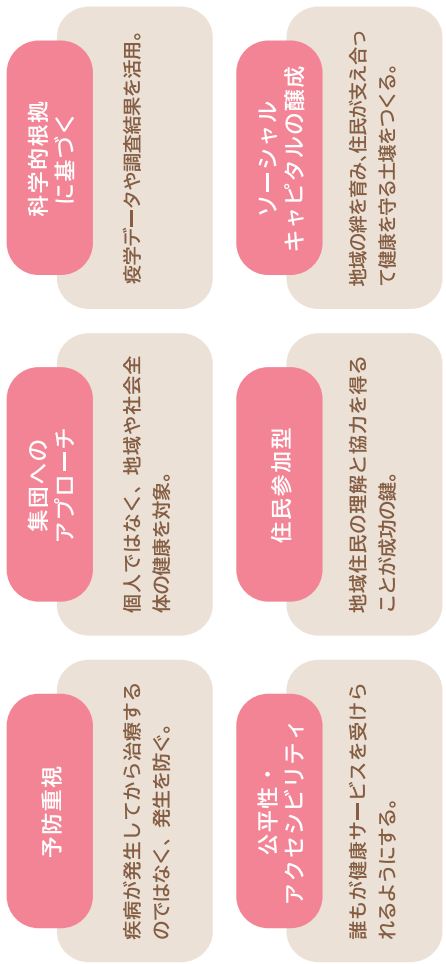 予防重視
疾病が発生してから治療する
のではなく、発生を防ぐ。
集団への
アプローチ
個人ではなく、地域や社会全
体の健康を対象。
科学的根拠
に基づく
疫学データや調査結果を活用。
公平性・
アクセシビリティ
誰もが健康サービスを受けら
れるようにする。
住民参加型
地域住民の理解と協力を得る
ことが成功の鍵。
ソーシャル
キャピタルの醸成
地域の絆を育み、住民が支え合っ
て健康を守る土壌をつくる。